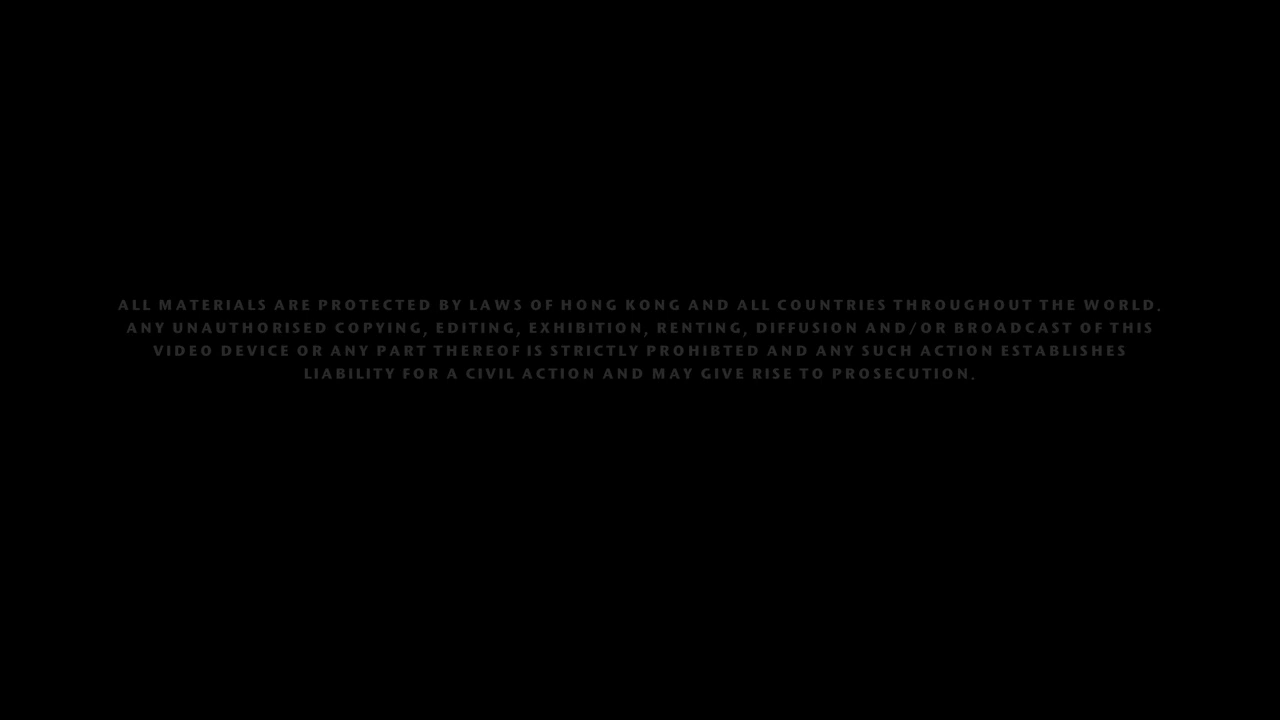 ALL MATERIALS ARE PROTECTED BY LAWS OF HONG KONG AND ALL COUNTRIES THROUGHOUT THE WORLD.
ANY UNAUTHORISED COPYING, EDITING, EXHIBITION, RENTING, DIFFUSION AND/OR BROADCAST OF THIS
VIDEO DEVICE OR ANY PART THEREOF IS STRICTLY PROHIBTED AND ANY SUCH ACTION ESTABLISHES
LIABILITY FOR A CIVIL ACTION AND MAY GIVE RISE TO PROSECUTION.